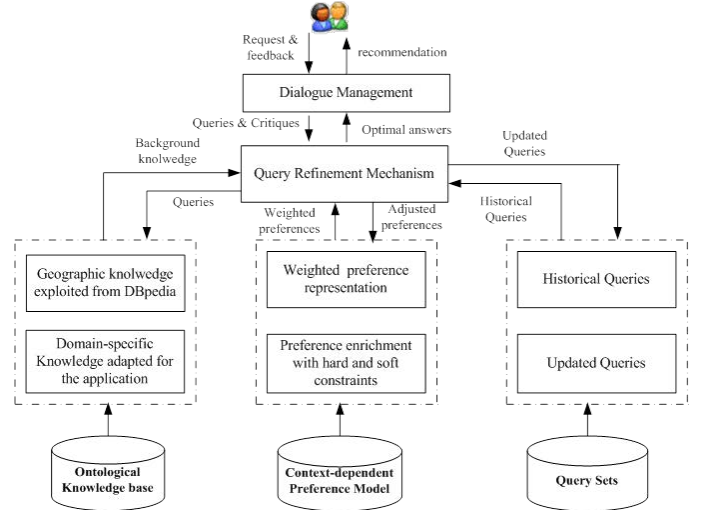 Request &
feedback
recommendation
Dialogue Management
Queries & Critiques
Optimal answers
Background
knolwedge
Updated
Queries
Query Refinement Mechanism
Queries
Weighted
preferences
Adjusted
preferences
Historical
Queries
Geographic knolwedge
exploited from DBpedia
Weighted preference
representation
Historical Queries
Domain-specific
Knowledge adapted for
the application
Preference enrichment
with hard and soft
constraints
Updated Queries
Ontological
Knowledge base
Context-dependent
Preference Model
Query Sets